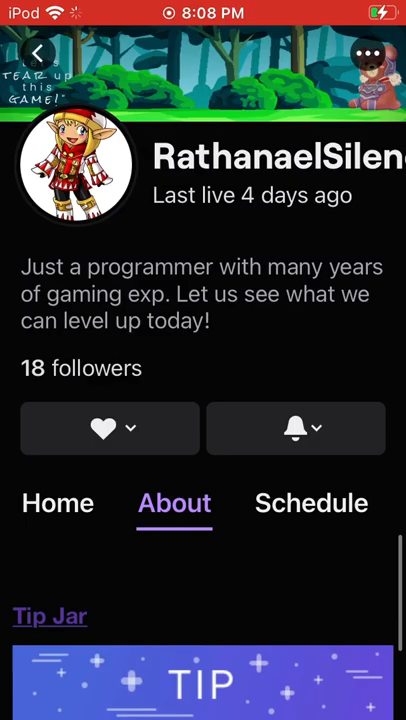 iPod 8:08 PM
Let's
TEAR up
this
GAME!"
RathanaelSilen
Last live 4 days ago
Just a programmer with many years
of gaming exp. Let us see what we
can level up today!
18 followers
Home About Schedule
Tip Jar
TIP